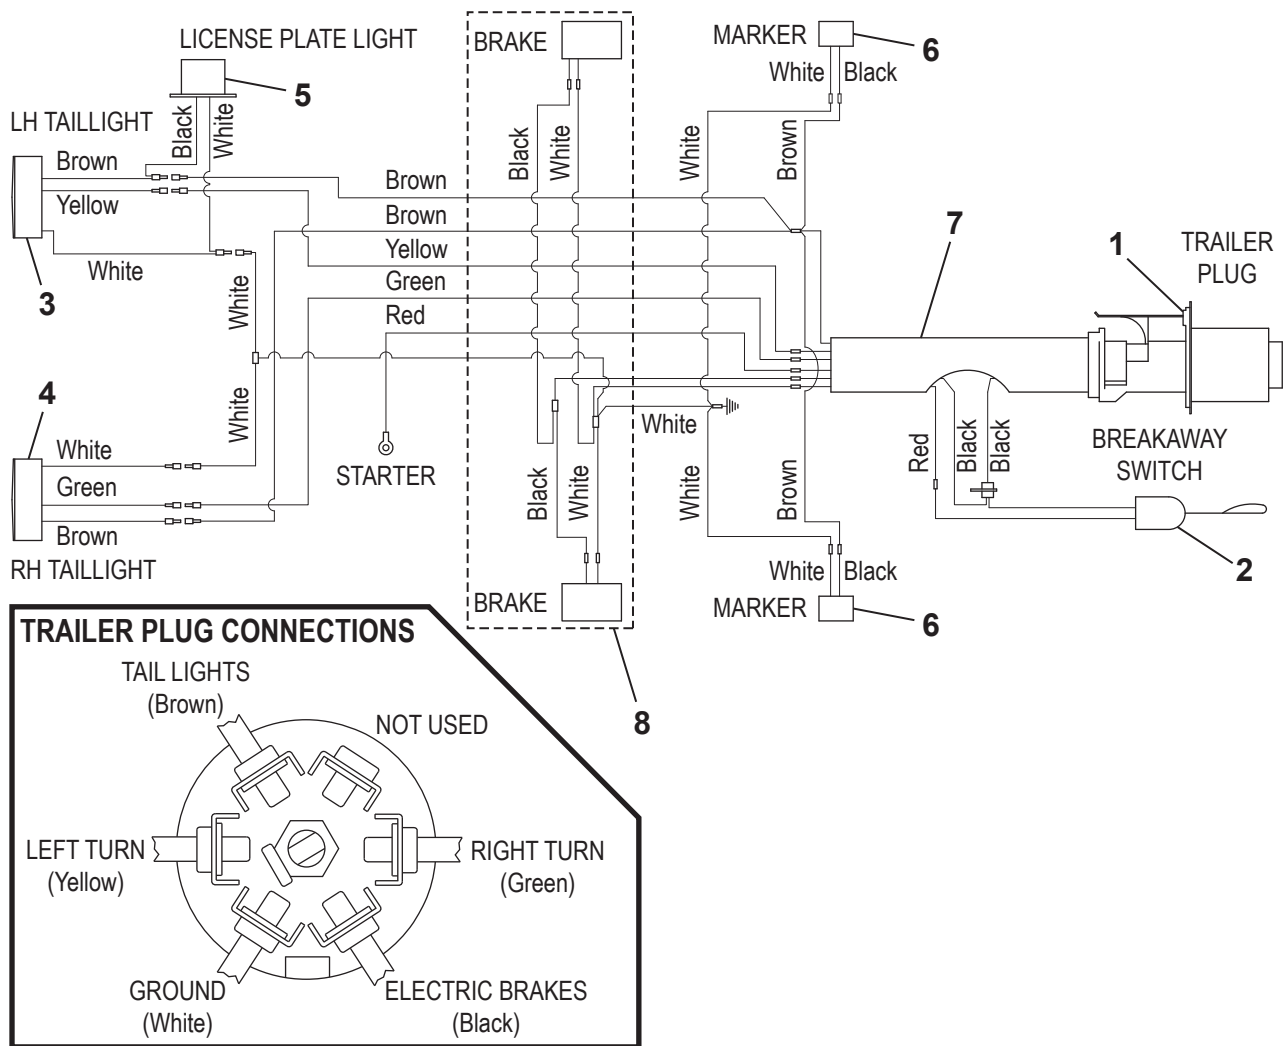 LICENSE PLATE LIGHT
5
Black
White
LH TAILLIGHT
Brown
Yellow
White
3
White
White
4
White
Green
Brown
RH TAILLIGHT
Brown
Brown
Yellow
Green
Red
STARTER
BRAKE
Black
White
Black
White
BRAKE
8
MARKER
6
White
Black
White
Brown
White
White
Brown
White
Black
MARKER
6
7
1
TRAILER
PLUG
Red
Black
Black
BREAKAWAY
SWITCH
2
TRAILER PLUG CONNECTIONS
TAIL LIGHTS
(Brown)
NOT USED
LEFT TURN
(Yellow)
RIGHT TURN
(Green)
GROUND
(White)
ELECTRIC BRAKES
(Black)